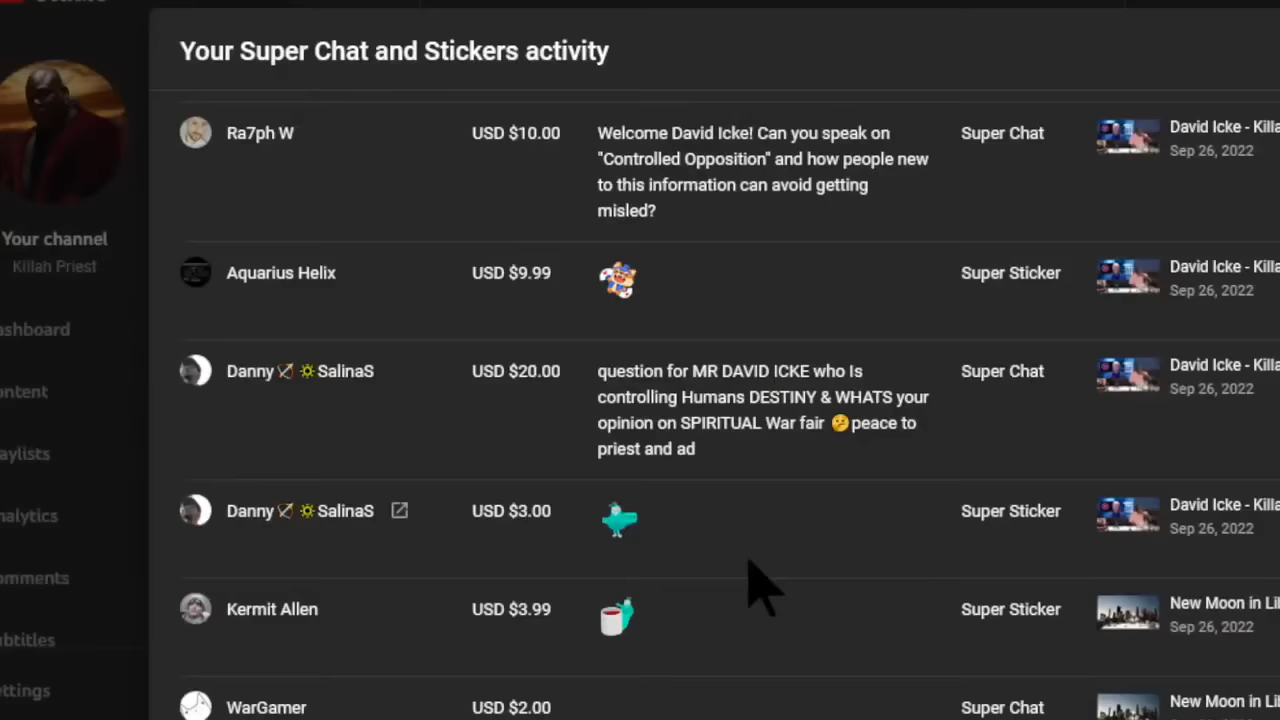 Your Super Chat and Stickers activity
Ra7ph W USD $10.00 Welcome David Icke! Can you speak on Super Chat David Icke - Killa
"Controlled Opposition" and how people new Sep 26, 2022
to this information can avoid getting
misled?
Your channel
Killah Priest
Aquarius Helix USD $9.99 Super Sticker David Icke - Killa
Sep 26, 2022
ashboard
Danny🏹🔅SalinaS USD $20.00 question for MR DAVID ICKE who Is Super Chat David Icke - Killa
ontent controlling Humans DESTINY & WHATS your Sep 26, 2022
opinion on SPIRITUAL War fair 🤔peace to
aylists priest and ad
Danny🏹🔅SalinaS USD $3.00 Super Sticker David Icke - Killa
nalytics Sep 26, 2022
omments
Kermit Allen USD $3.99 Super Sticker New Moon in Lil
ubtitles Sep 26, 2022
ettings
WarGamer USD $2.00 Super Chat New Moon in Lil